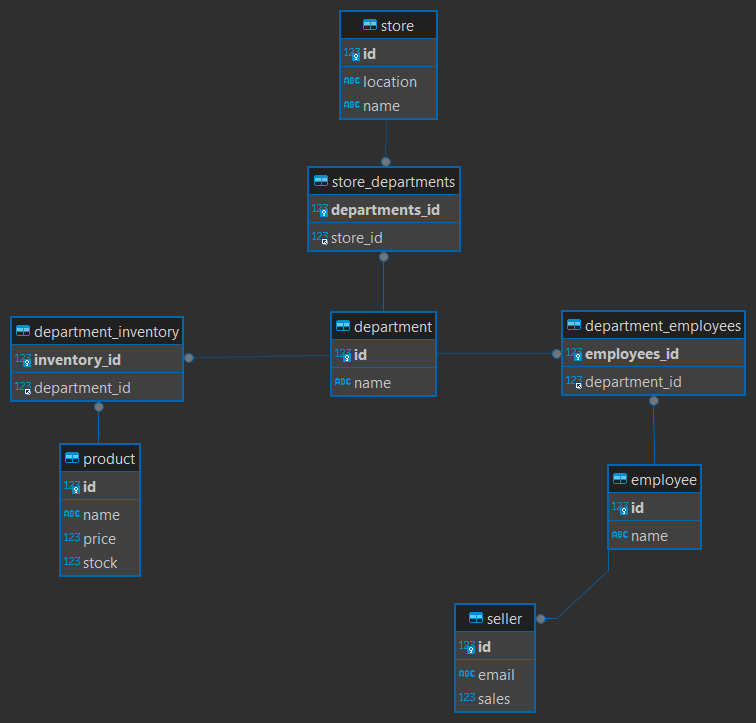 store
123 id
ABC location
ABC name
store_departments
123 departments_id
123 store_id
department_inventory
123 inventory_id
123 department_id
department
123 id
ABC name
department_employees
123 employees_id
123 department_id
product
123 id
ABC name
123 price
123 stock
employee
123 id
ABC name
seller
123 id
ABC email
123 sales